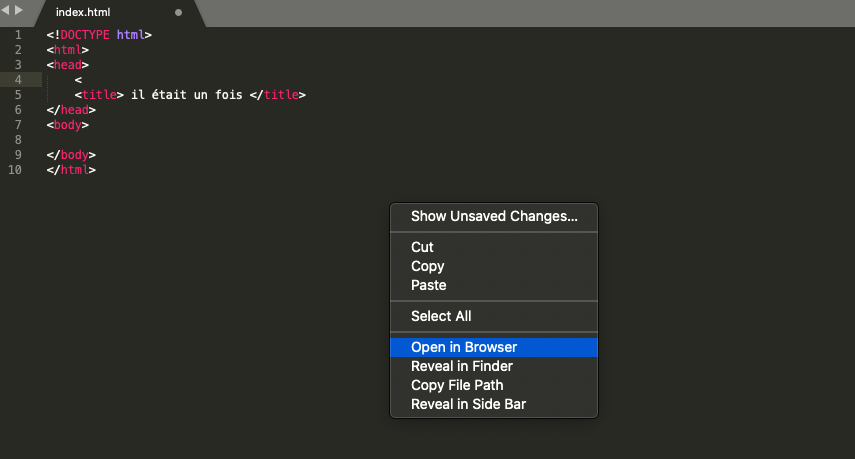 index.html
1 <!DOCTYPE html>
2 <html>
3 <head>
4 <
5 <title> il était un fois </title>
6 </head>
7 <body>
8
9 </body>
10 </html>
Show Unsaved Changes...
Cut
Copy
Paste
Select All
Open in Browser
Reveal in Finder
Copy File Path
Reveal in Side Bar